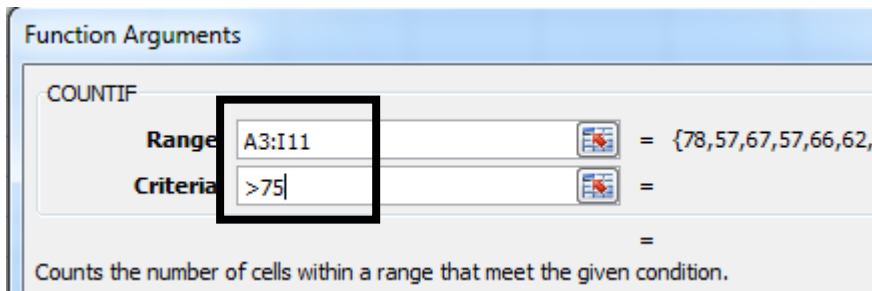 Function Arguments
COUNTIF
Range A3:I11 = {78,57,67,57,66,62,
Criteria >75 =
=
Counts the number of cells within a range that meet the given condition.